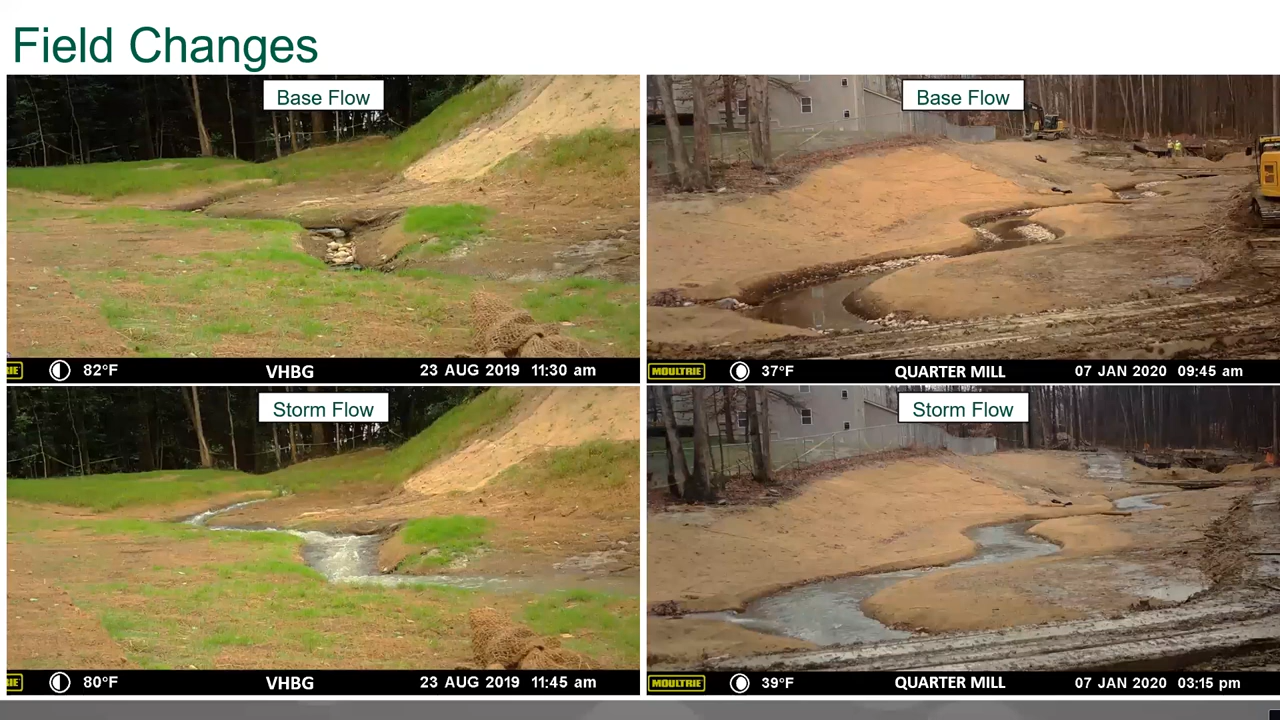 Field Changes
Base Flow
Base Flow
82°F VHBG 23 AUG 2019 11:30 am
MOULTRIE 37°F QUARTER MILL 07 JAN 2020 09:45 am
Storm Flow
Storm Flow
80°F VHBG 23 AUG 2019 11:45 am
MOULTRIE 39°F QUARTER MILL 07 JAN 2020 03:15 pm